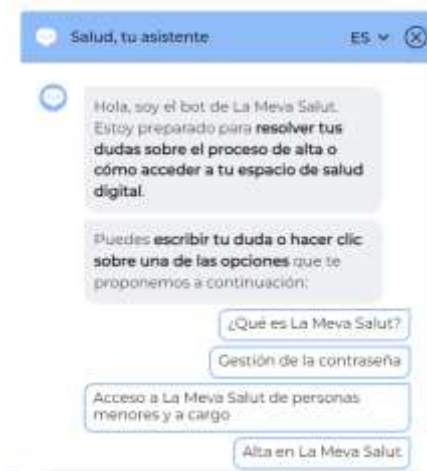 Salud, tu asistente
ES
Hola, soy el bot de La Meva Salut.
Estoy preparado para resolver tus
dudas sobre el proceso de alta o
cómo acceder a tu espacio de salud
digital.
Puedes escribir tu duda o hacer clic
sobre una de las opciones que te
proponemos a continuación:
¿Qué es La Meva Salut?
Gestión de la contraseña
Acceso a La Meva Salut de personas
menores y a cargo
Alta en La Meva Salut